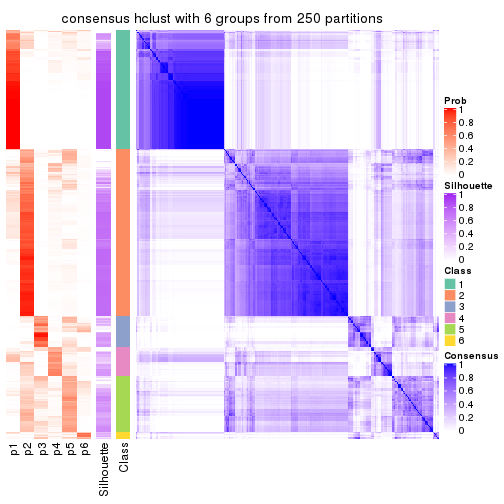 consensus hclust with 6 groups from 250 partitions
Prob
1
0.8
0.6
0.4
0.2
0
Silhouette
1
0.8
0.6
0.4
0.2
0
Class
1
2
3
4
5
6
Consensus
1
0.8
0.6
0.4
0.2
0
p1
p2
p3
p4
p5
p6
Silhouette
Class